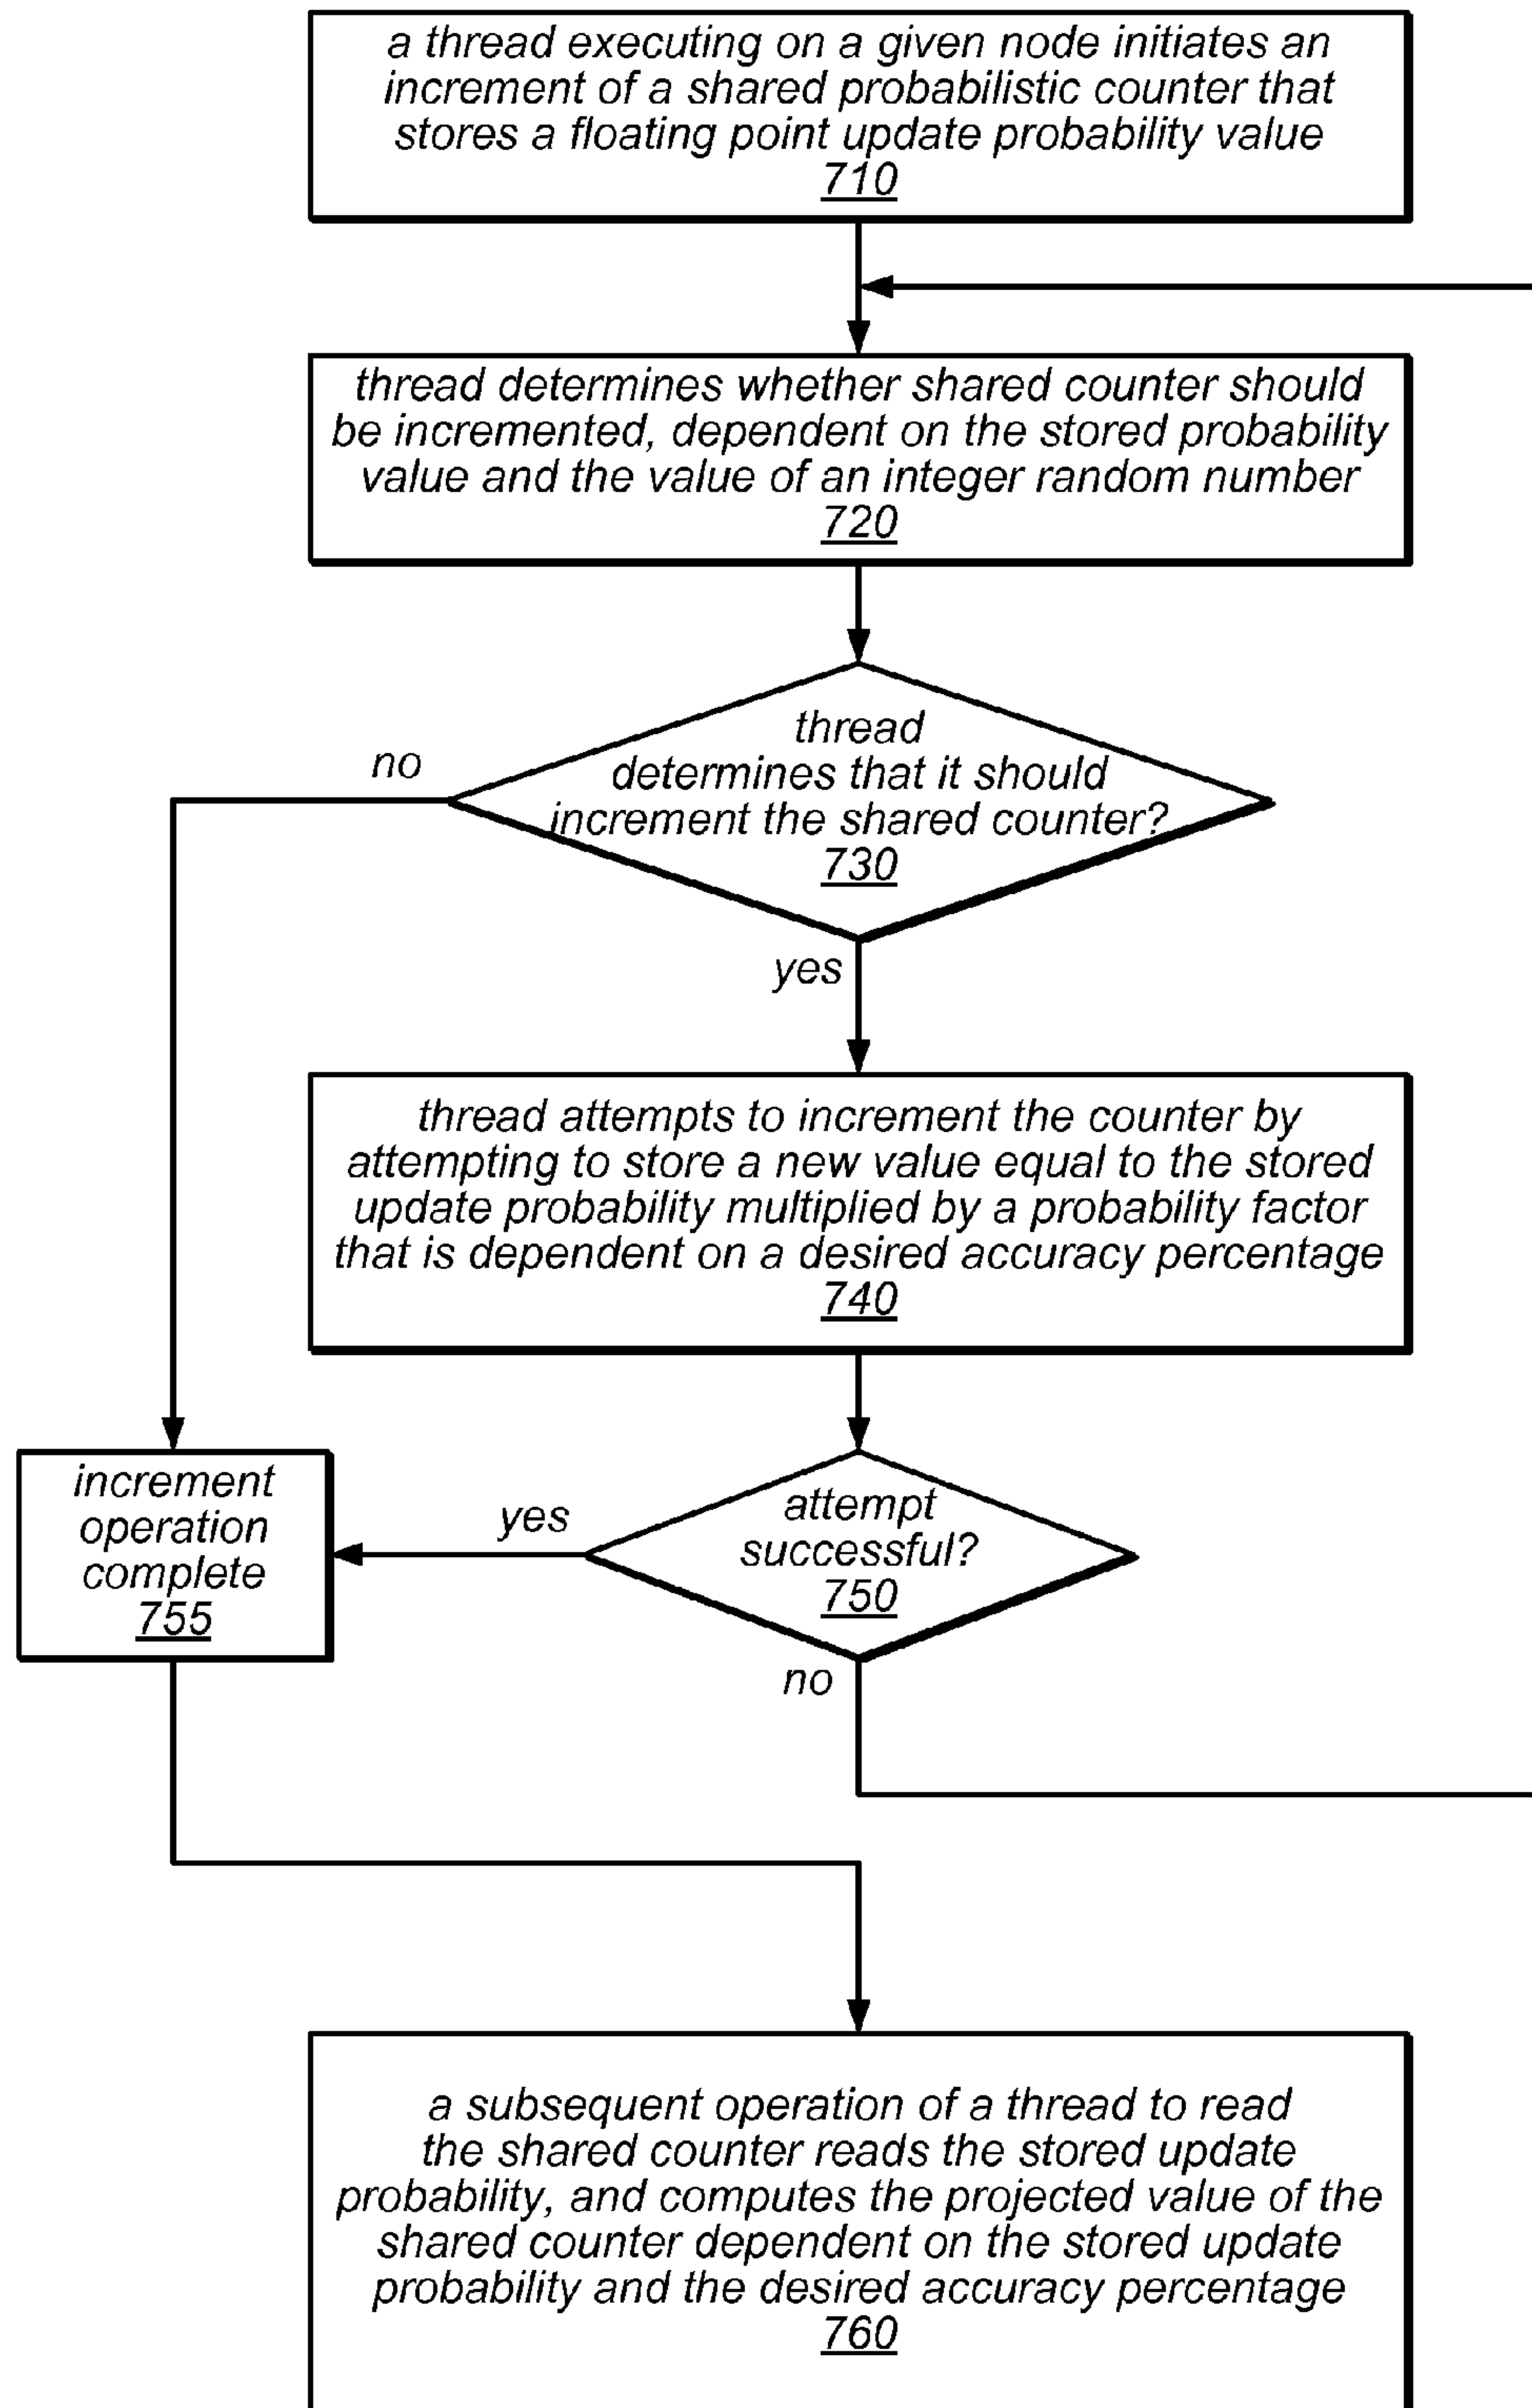 a thread executing on a given node initiates an
increment of a shared probabilistic counter that
stores a floating point update probability value
710
thread determines whether shared counter should
be incremented, dependent on the stored probability
value and the value of an integer random number
720
thread
determines that it should
increment the shared counter?
730
no
yes
thread attempts to increment the counter by
attempting to store a new value equal to the stored
update probability multiplied by a probability factor
that is dependent on a desired accuracy percentage
740
attempt
successful?
750
yes
no
increment
operation
complete
755
a subsequent operation of a thread to read
the shared counter reads the stored update
probability, and computes the projected value of the
shared counter dependent on the stored update
probability and the desired accuracy percentage
760